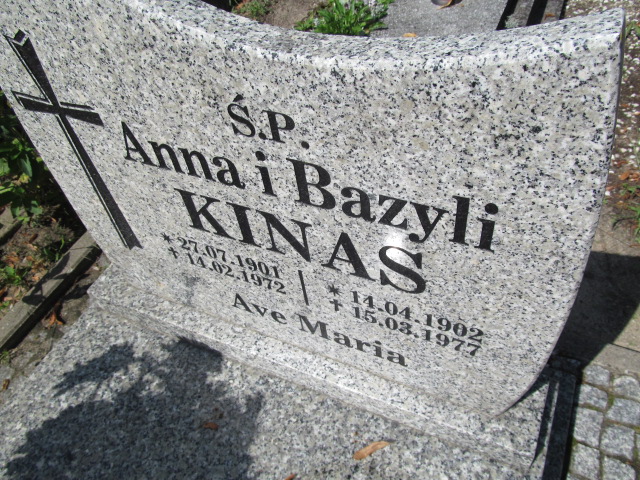 Ś.P.
Anna i Bazyli
KINAS
* 27.07.1901 | * 14.04.1902
✝ 14.02.1972 | ✝ 15.03.1977
Ave Maria